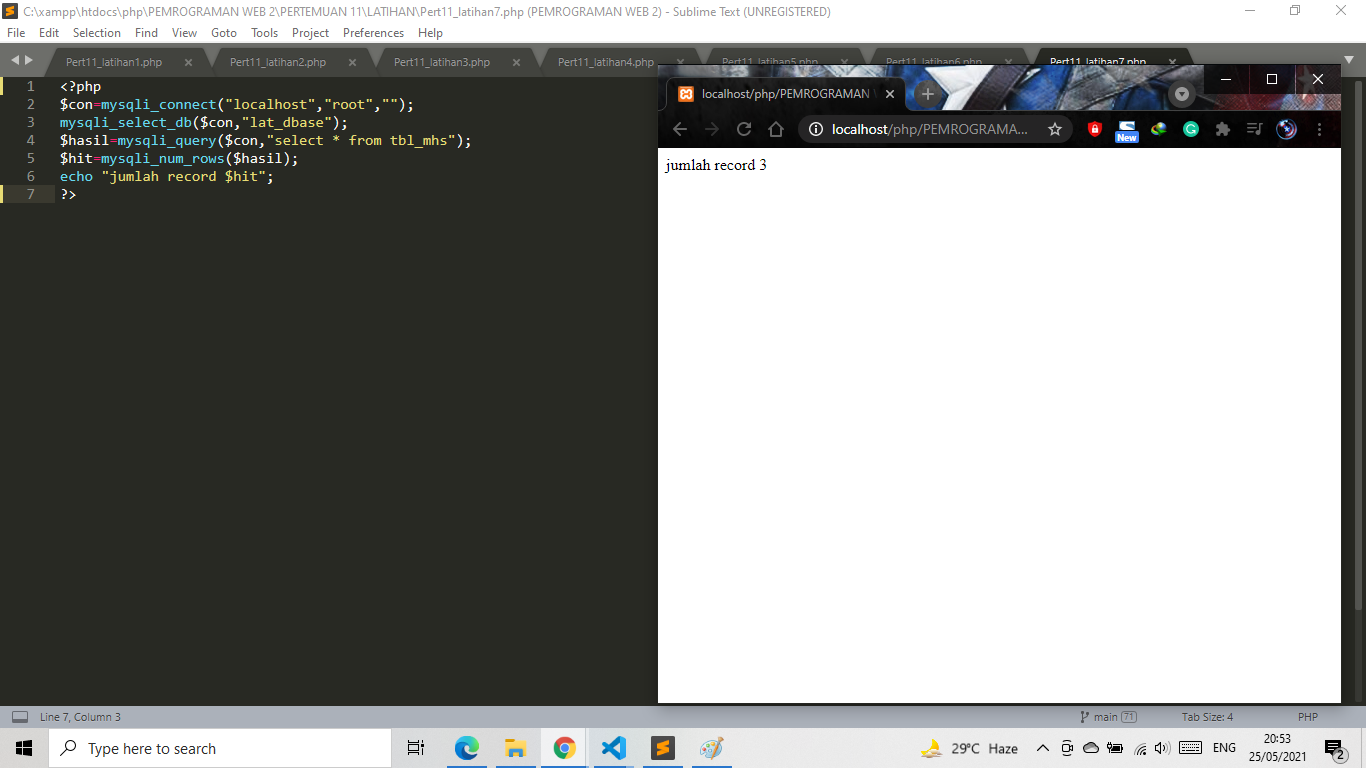 C:\xampp\htdocs\php\PEMROGRAMAN WEB 2\PERTEMUAN 11\LATIHAN\Pert11_latihan7.php (PEMROGRAMAN WEB 2) - Sublime Text (UNREGISTERED)
File Edit Selection Find View Goto Tools Project Preferences Help
Pert11_latihan1.php Pert11_latihan2.php Pert11_latihan3.php Pert11_latihan4.php Pert11_latihan5.php Pert11_latihan6.php Pert11_latihan7.php
1 <?php
2 $con=mysqli_connect("localhost","root","");
3 mysqli_select_db($con,"lat_dbase");
4 $hasil=mysqli_query($con,"select * from tbl_mhs");
5 $hit=mysqli_num_rows($hasil);
6 echo "jumlah record $hit";
7 ?>
localhost/php/PEMROGRAMAN
localhost/php/PEMROGRAMA...
New
jumlah record 3
Line 7, Column 3
main 71
Tab Size: 4
PHP
Type here to search
29°C Haze
ENG
20:53
25/05/2021
2